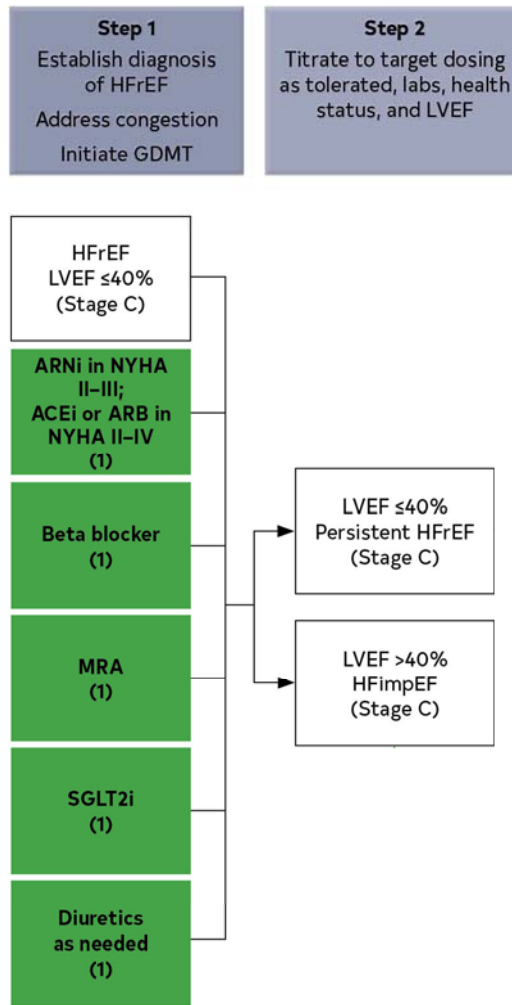 Step 1
Establish diagnosis
of HFrEF
Address congestion
Initiate GDMT
Step 2
Titrate to target dosing
as tolerated, labs, health
status, and LVEF
HFrEF
LVEF ≤40%
(Stage C)
ARNi in NYHA
II–III;
ACEi or ARB in
NYHA II–IV
(1)
Beta blocker
(1)
MRA
(1)
SGLT2i
(1)
Diuretics
as needed
(1)
LVEF ≤40%
Persistent HFrEF
(Stage C)
LVEF >40%
HFimpEF
(Stage C)